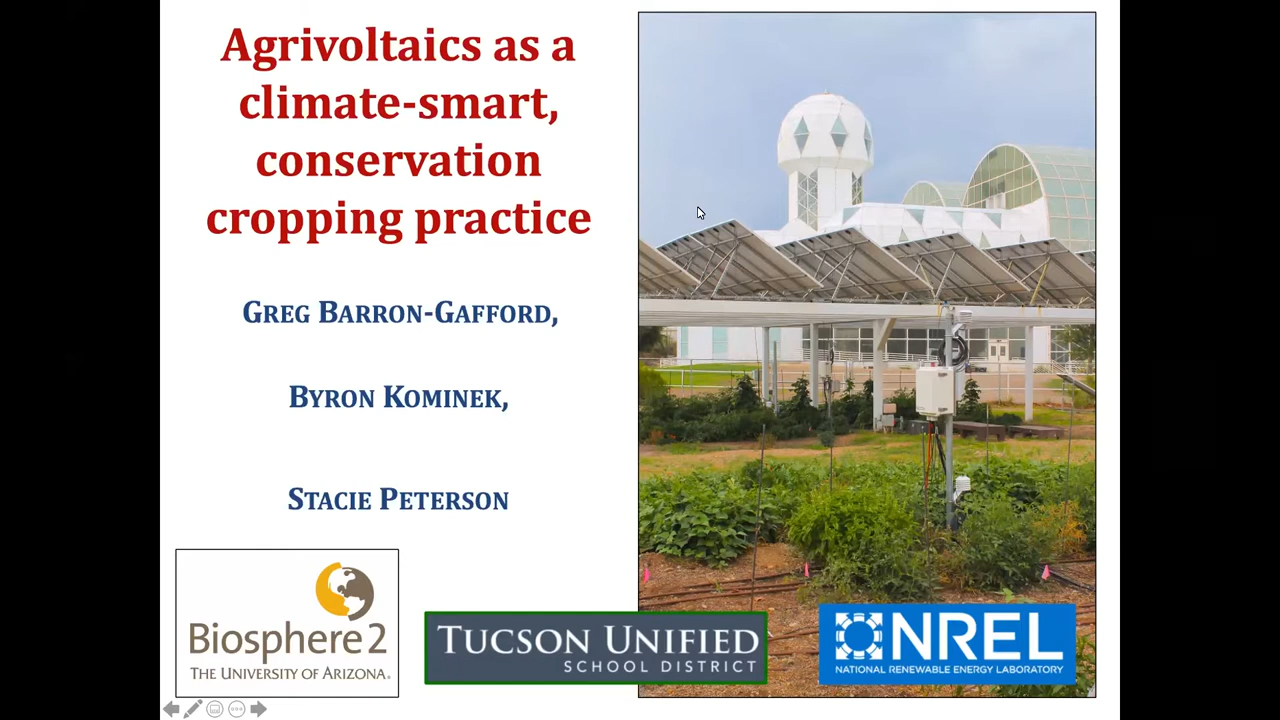 Agrivoltaics as a
climate-smart,
conservation
cropping practice
GREG BARRON-GAFFORD,
BYRON KOMINEK,
STACIE PETERSON
Biosphere 2
THE UNIVERSITY OF ARIZONA.
TUCSON UNIFIED
SCHOOL DISTRICT
NREL
NATIONAL RENEWABLE ENERGY LABORATORY